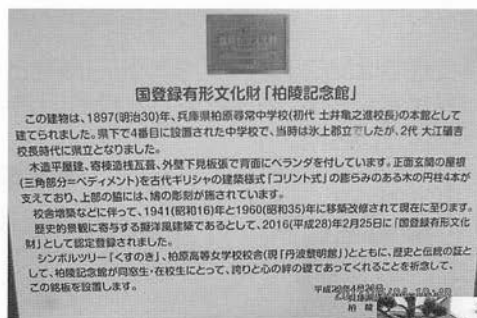 国登録有形文化財「柏陵記念館」
この建物は、1897(明治30)年、兵庫県柏原尋常中学校(初代 土井亀之進校長)の本館として
建てられました。県下で4番目に設置された中学校で、当時は氷上郡立でしたが、2代 大江磯吉
校長時代に県立となりました。
木造平屋建、寄棟造桟瓦葺、外壁下見板張で背面にベランダを付しています。正面玄関の屋根
(三角部分=ペディメント)を古代ギリシャの建築様式「コリント式」の膨らみのある木の円柱4本が
支えており、上部の脇には、鳩の彫刻が施されています。
校舎増築などに伴って、1941(昭和16)年と1960(昭和35)年に移築改修されて現在に至ります。
歴史的景観に寄与する擬洋風建築であるとして、2016(平成28)年2月25日に「国登録有形文化
財」として認定登録されました。
シンボルツリー「くすのき」、柏原高等女学校校舎(現「丹波黎明館」)とともに、歴史と伝統の証と
して、柏陵記念館が同窓生・在校生にとって、誇りと心の絆の礎であってくれることを祈念して、
この銘板を設置します。
柏 陵